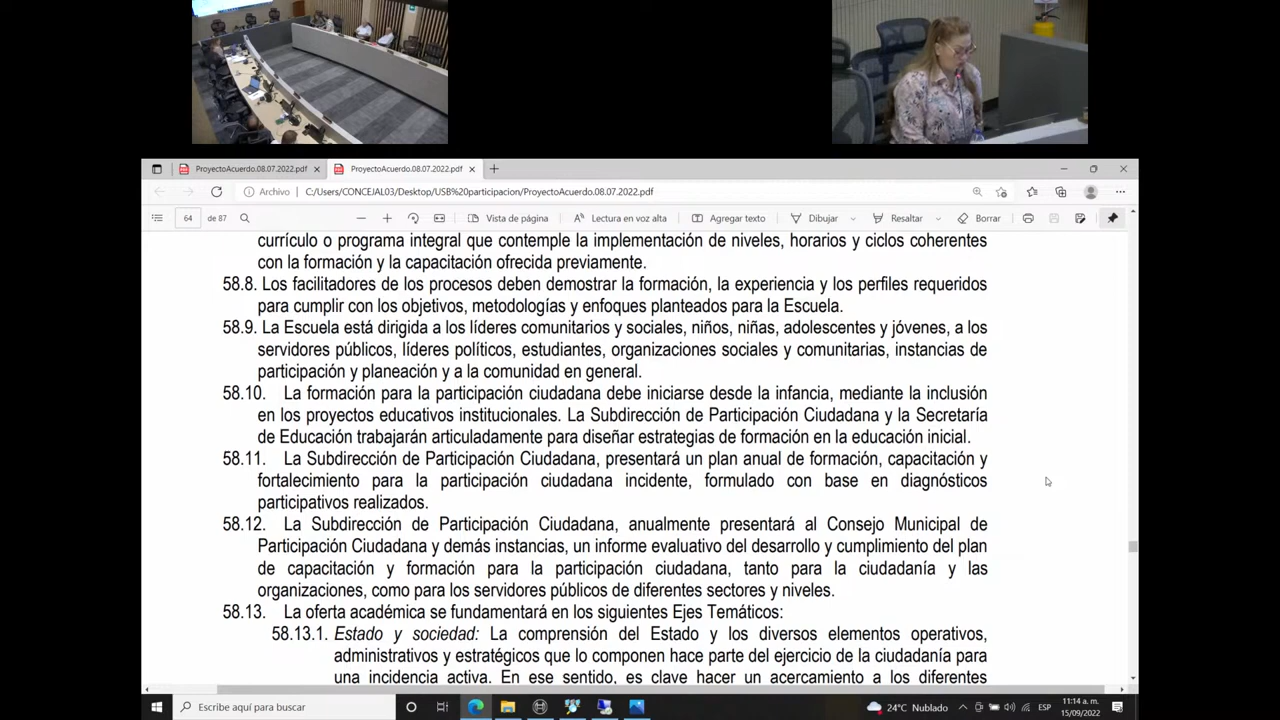 ProyectoAcuerdo.08.07.2022.pdf
ProyectoAcuerdo.08.07.2022.pdf
Archivo
C:/Users/CONCEJAL03/Desktop/USB%20participacion/ProyectoAcuerdo.08.07.2022.pdf
64 de 87
Vista de página
Lectura en voz alta
Agregar texto
Dibujar
Resaltar
Borrar
currículo o programa integral que contemple la implementación de niveles, horarios y ciclos coherentes
con la formación y la capacitación ofrecida previamente.
58.8. Los facilitadores de los procesos deben demostrar la formación, la experiencia y los perfiles requeridos
para cumplir con los objetivos, metodologías y enfoques planteados para la Escuela.
58.9. La Escuela está dirigida a los líderes comunitarios y sociales, niños, niñas, adolescentes y jóvenes, a los
servidores públicos, líderes políticos, estudiantes, organizaciones sociales y comunitarias, instancias de
participación y planeación y a la comunidad en general.
58.10. La formación para la participación ciudadana debe iniciarse desde la infancia, mediante la inclusión
en los proyectos educativos institucionales. La Subdirección de Participación Ciudadana y la Secretaría
de Educación trabajarán articuladamente para diseñar estrategias de formación en la educación inicial.
58.11. La Subdirección de Participación Ciudadana, presentará un plan anual de formación, capacitación y
fortalecimiento para la participación ciudadana incidente, formulado con base en diagnósticos
participativos realizados.
58.12. La Subdirección de Participación Ciudadana, anualmente presentará al Consejo Municipal de
Participación Ciudadana y demás instancias, un informe evaluativo del desarrollo y cumplimiento del plan
de capacitación y formación para la participación ciudadana, tanto para la ciudadanía y las
organizaciones, como para los servidores públicos de diferentes sectores y niveles.
58.13. La oferta académica se fundamentará en los siguientes Ejes Temáticos:
58.13.1. Estado y sociedad: La comprensión del Estado y los diversos elementos operativos,
administrativos y estratégicos que lo componen hace parte del ejercicio de la ciudadanía para
una incidencia activa. En ese sentido, es clave hacer un acercamiento a los diferentes
Escribe aquí para buscar
24°C Nublado
ESP
11:14 a. m.
15/09/2022